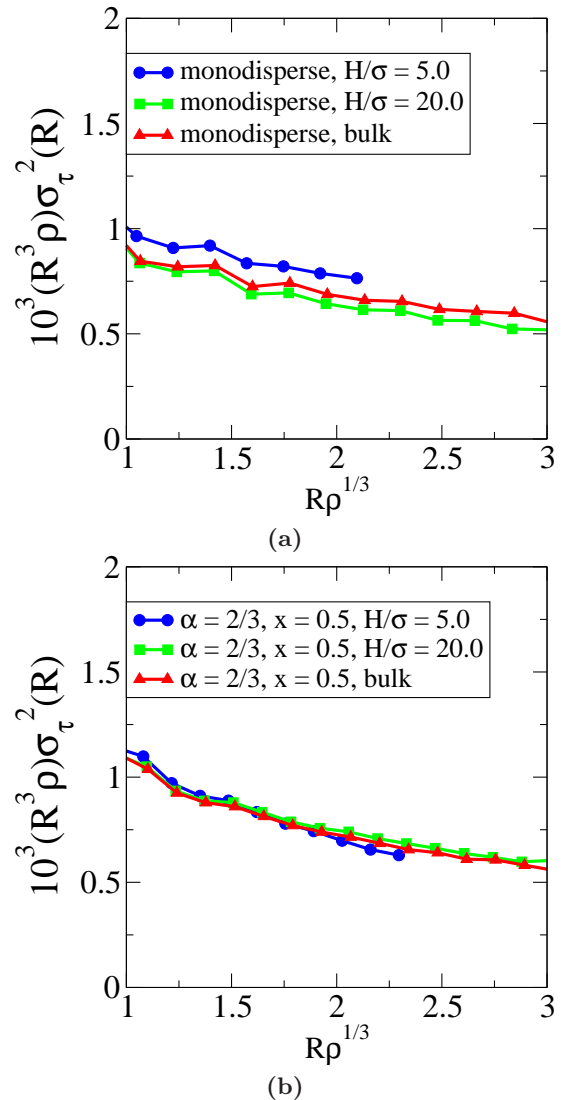 2
monodisperse, H/σ = 5.0
monodisperse, H/σ = 20.0
monodisperse, bulk
1.5
10³(R³ρ)σ_τ²(R)
1
0.5
0
1 1.5 2 2.5 3
Rρ^{1/3}
(a)
2
α = 2/3, x = 0.5, H/σ = 5.0
α = 2/3, x = 0.5, H/σ = 20.0
α = 2/3, x = 0.5, bulk
1.5
10³(R³ρ)σ_τ²(R)
1
0.5
0
1 1.5 2 2.5 3
Rρ^{1/3}
(b)